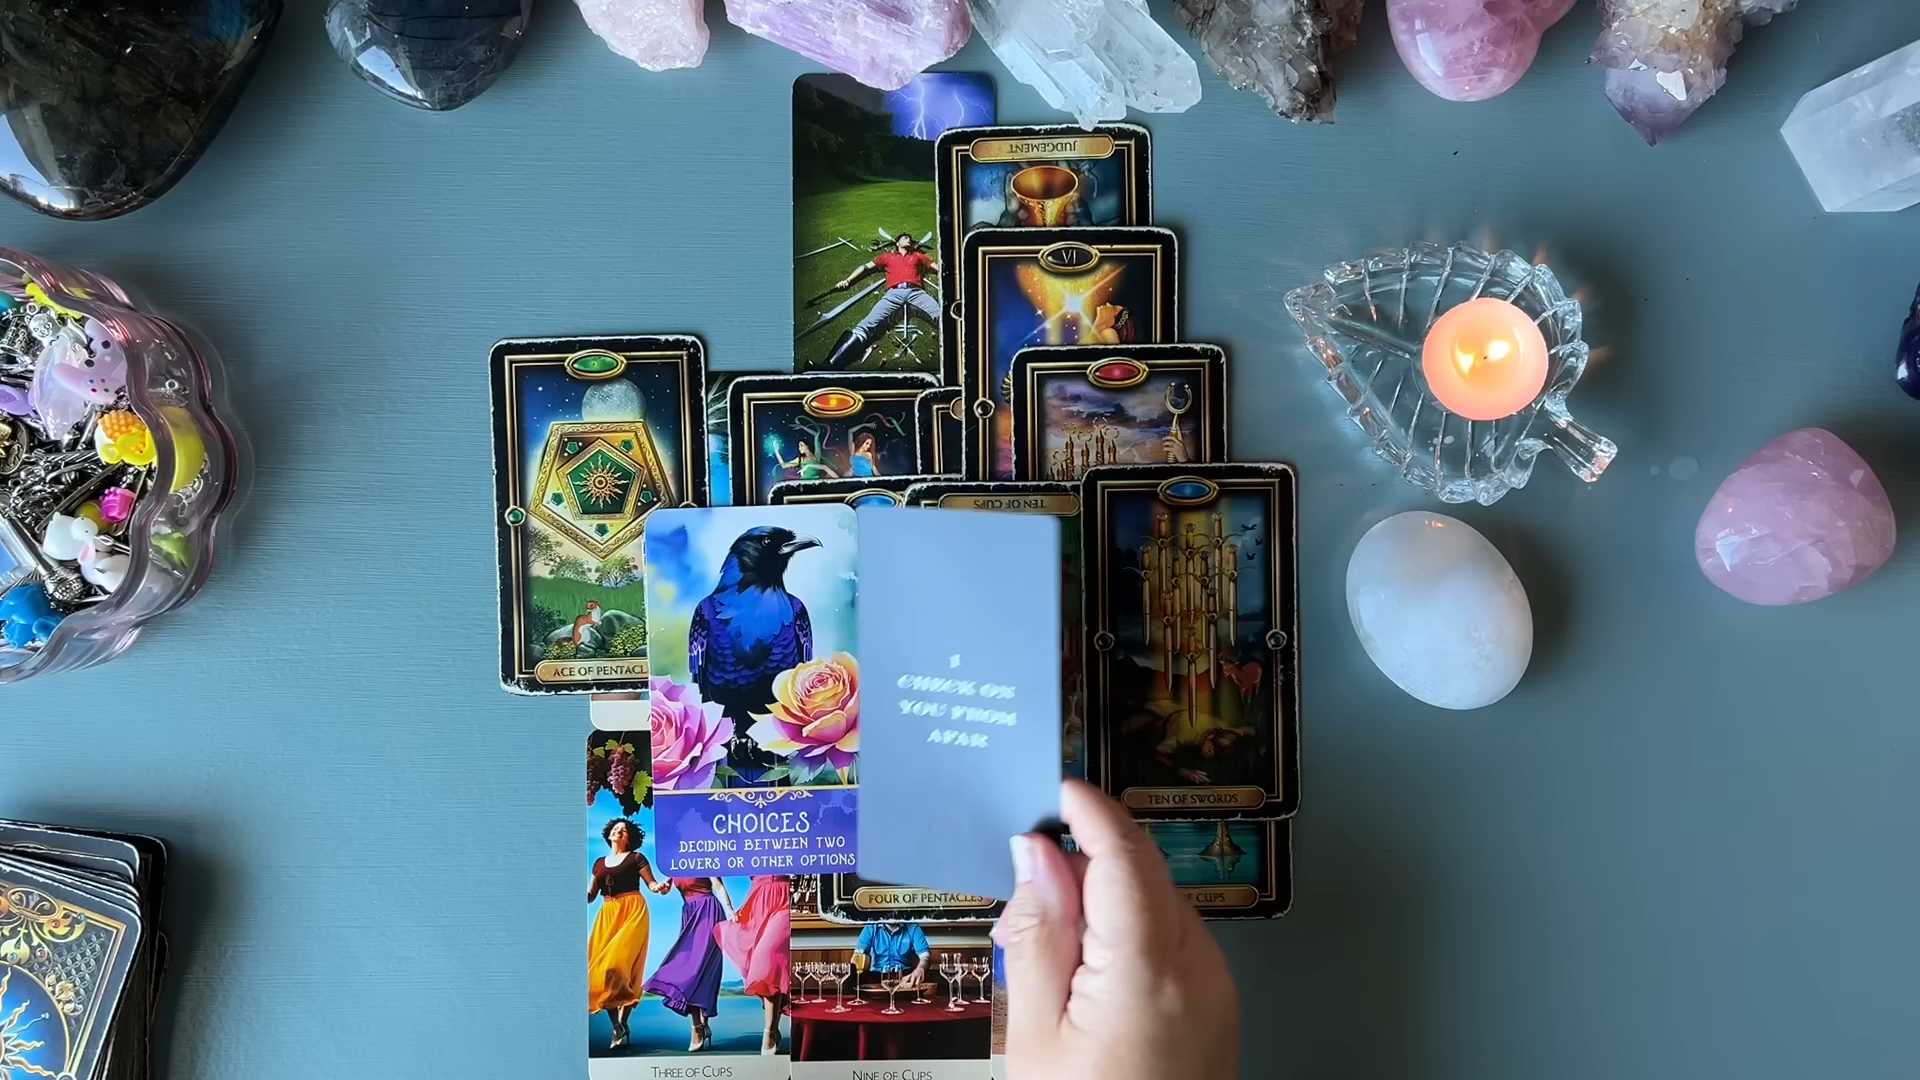 JUDGEMENT
VI
TEN OF CUPS
ACE OF PENTACL
I
CHECK ON
YOU FROM
AFAR
CHOICES
DECIDING BETWEEN TWO
LOVERS OR OTHER OPTIONS
TEN OF SWORDS
FOUR OF PENTACLES
F CUPS
THREE OF CUPS
NINE OF CUPS